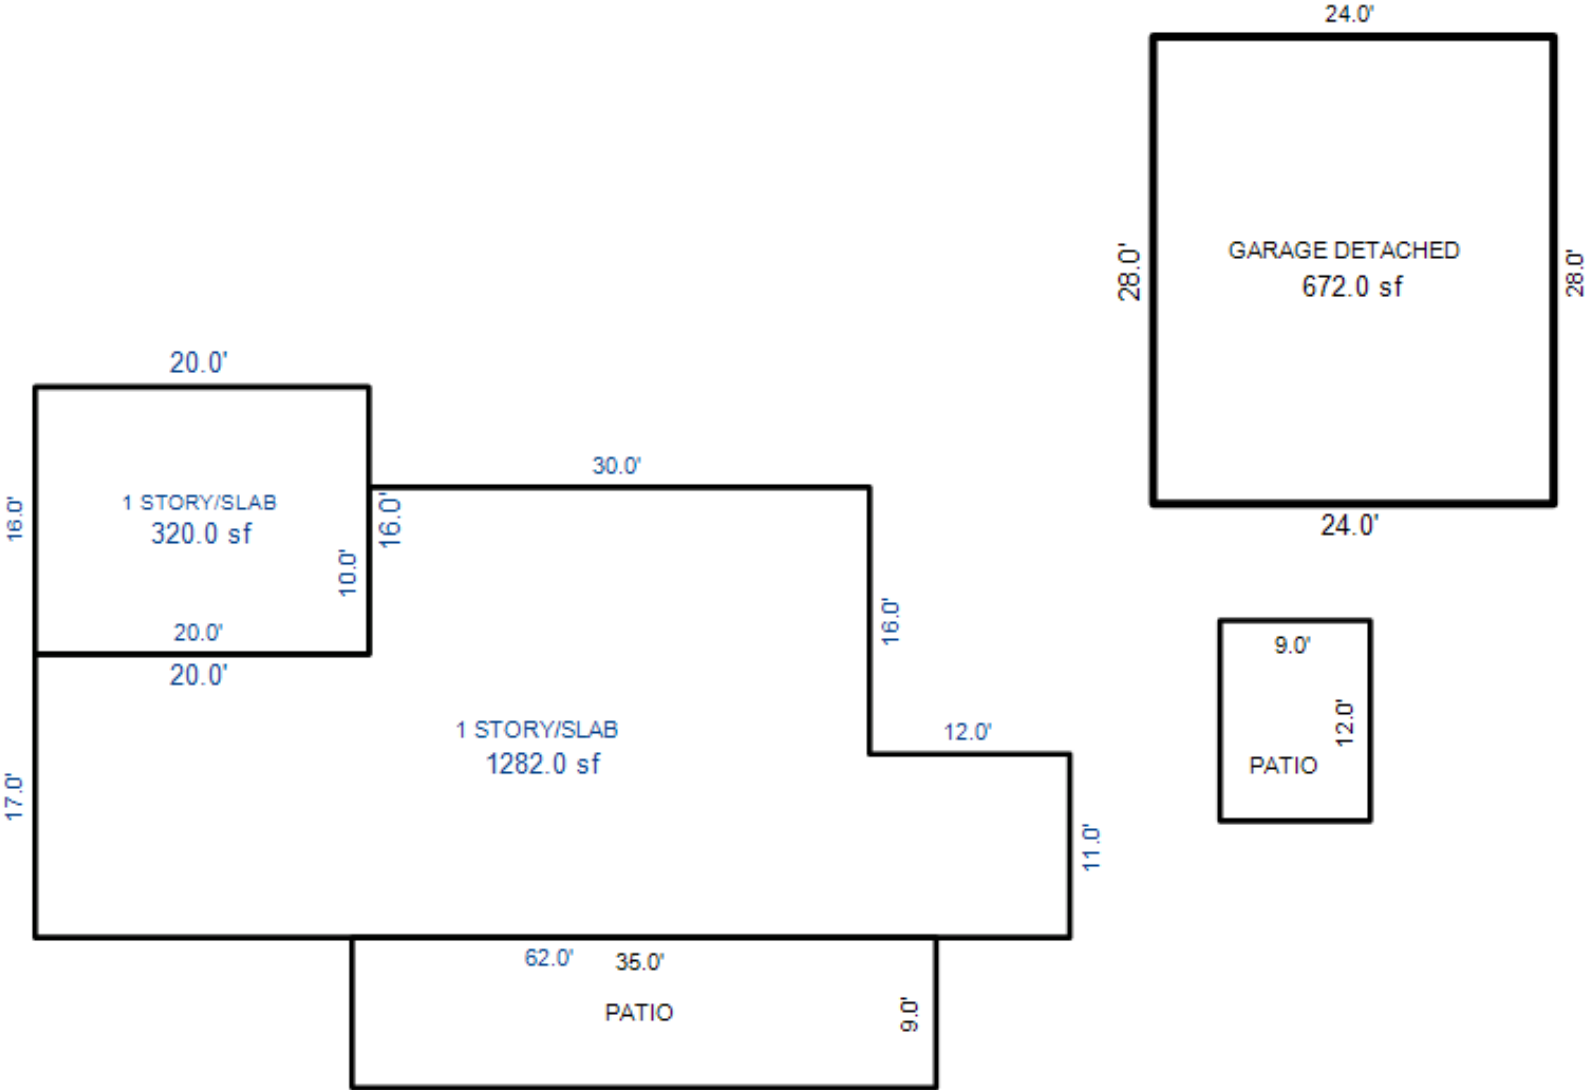 24.0'
28.0'
GARAGE DETACHED
672.0 sf
28.0'
24.0'
20.0'
16.0'
1 STORY/SLAB
320.0 sf
10.0'
16.0'
20.0'
20.0'
30.0'
16.0'
12.0'
11.0'
17.0'
1 STORY/SLAB
1282.0 sf
62.0'
35.0'
PATIO
9.0'
9.0'
12.0'
PATIO